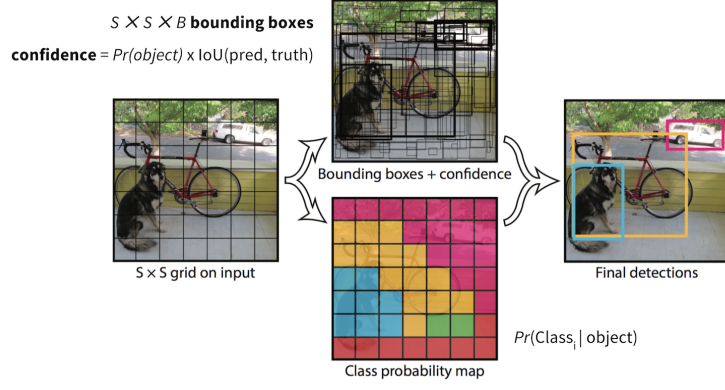 S × S × B bounding boxes
confidence = Pr(object) x IoU(pred, truth)
Bounding boxes + confidence
S × S grid on input
Final detections
Pr(Class_i | object)
Class probability map